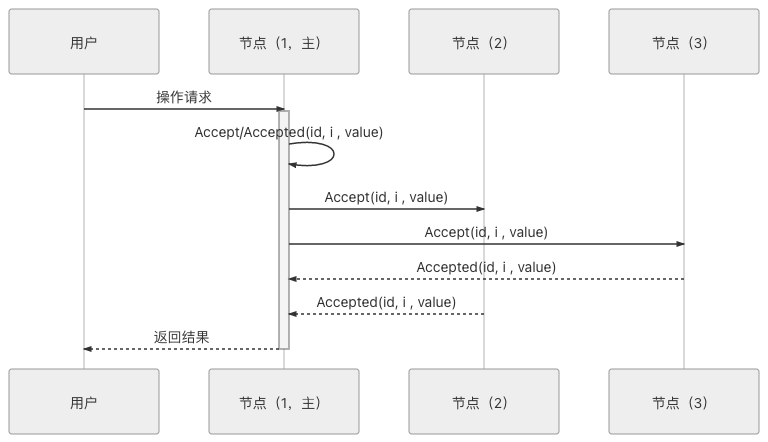 用户
节点（1，主）
节点（2）
节点（3）
操作请求
Accept/Accepted(id, i , value)
Accept(id, i , value)
Accept(id, i , value)
Accepted(id, i , value)
Accepted(id, i , value)
返回结果
用户
节点（1，主）
节点（2）
节点（3）